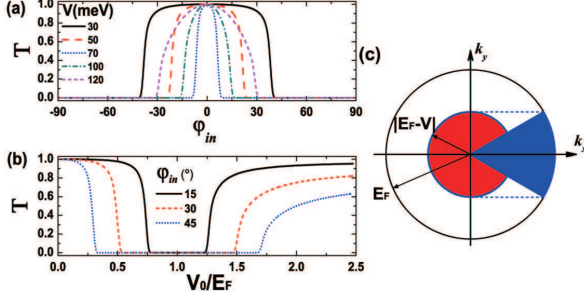 (a)
V(meV)
30
50
70
100
120
T
1.0
0.8
0.6
0.4
0.2
0.0
-90 -60 -30 0 30 60 90
φin
(b)
φin (°)
15
30
45
T
1.0
0.8
0.6
0.4
0.2
0.0
0.0 0.5 1.0 1.5 2.0 2.5
V0/EF
(c)
ky
kx
|EF-V|
EF